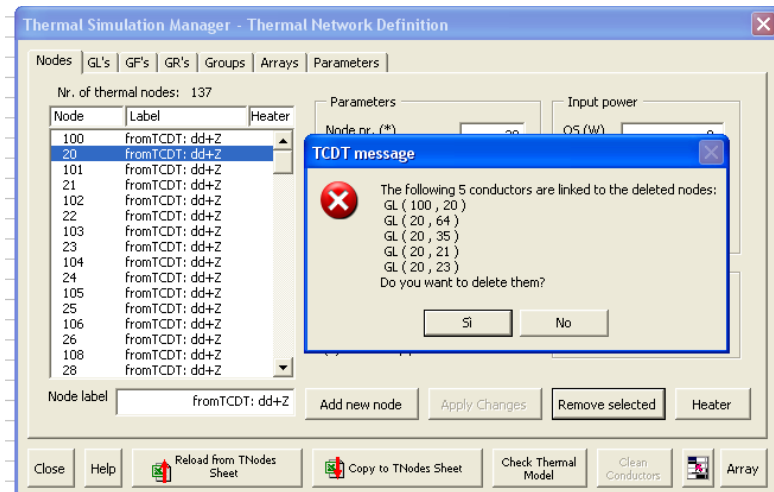 Thermal Simulation Manager - Thermal Network Definition
Nodes GL's GF's GR's Groups Arrays Parameters
Nr. of thermal nodes: 137
Node Label Heater
100 fromTCDT: dd+Z
20 fromTCDT: dd+Z
101 fromTCDT: dd+Z
21 fromTCDT: dd+Z
102 fromTCDT: dd+Z
22 fromTCDT: dd+Z
103 fromTCDT: dd+Z
23 fromTCDT: dd+Z
104 fromTCDT: dd+Z
24 fromTCDT: dd+Z
105 fromTCDT: dd+Z
25 fromTCDT: dd+Z
106 fromTCDT: dd+Z
26 fromTCDT: dd+Z
108 fromTCDT: dd+Z
28 fromTCDT: dd+Z
Node label fromTCDT: dd+Z
Parameters
Node nr. (*) 20
Input power
QS (W) 0
TCDT message
The following 5 conductors are linked to the deleted nodes:
GL ( 100 , 20 )
GL ( 20 , 64 )
GL ( 20 , 35 )
GL ( 20 , 21 )
GL ( 20 , 23 )
Do you want to delete them?
Sì No
Add new node Apply Changes Remove selected Heater
Close Help Reload from TNodes Sheet Copy to TNodes Sheet Check Thermal Model Clean Conductors Array